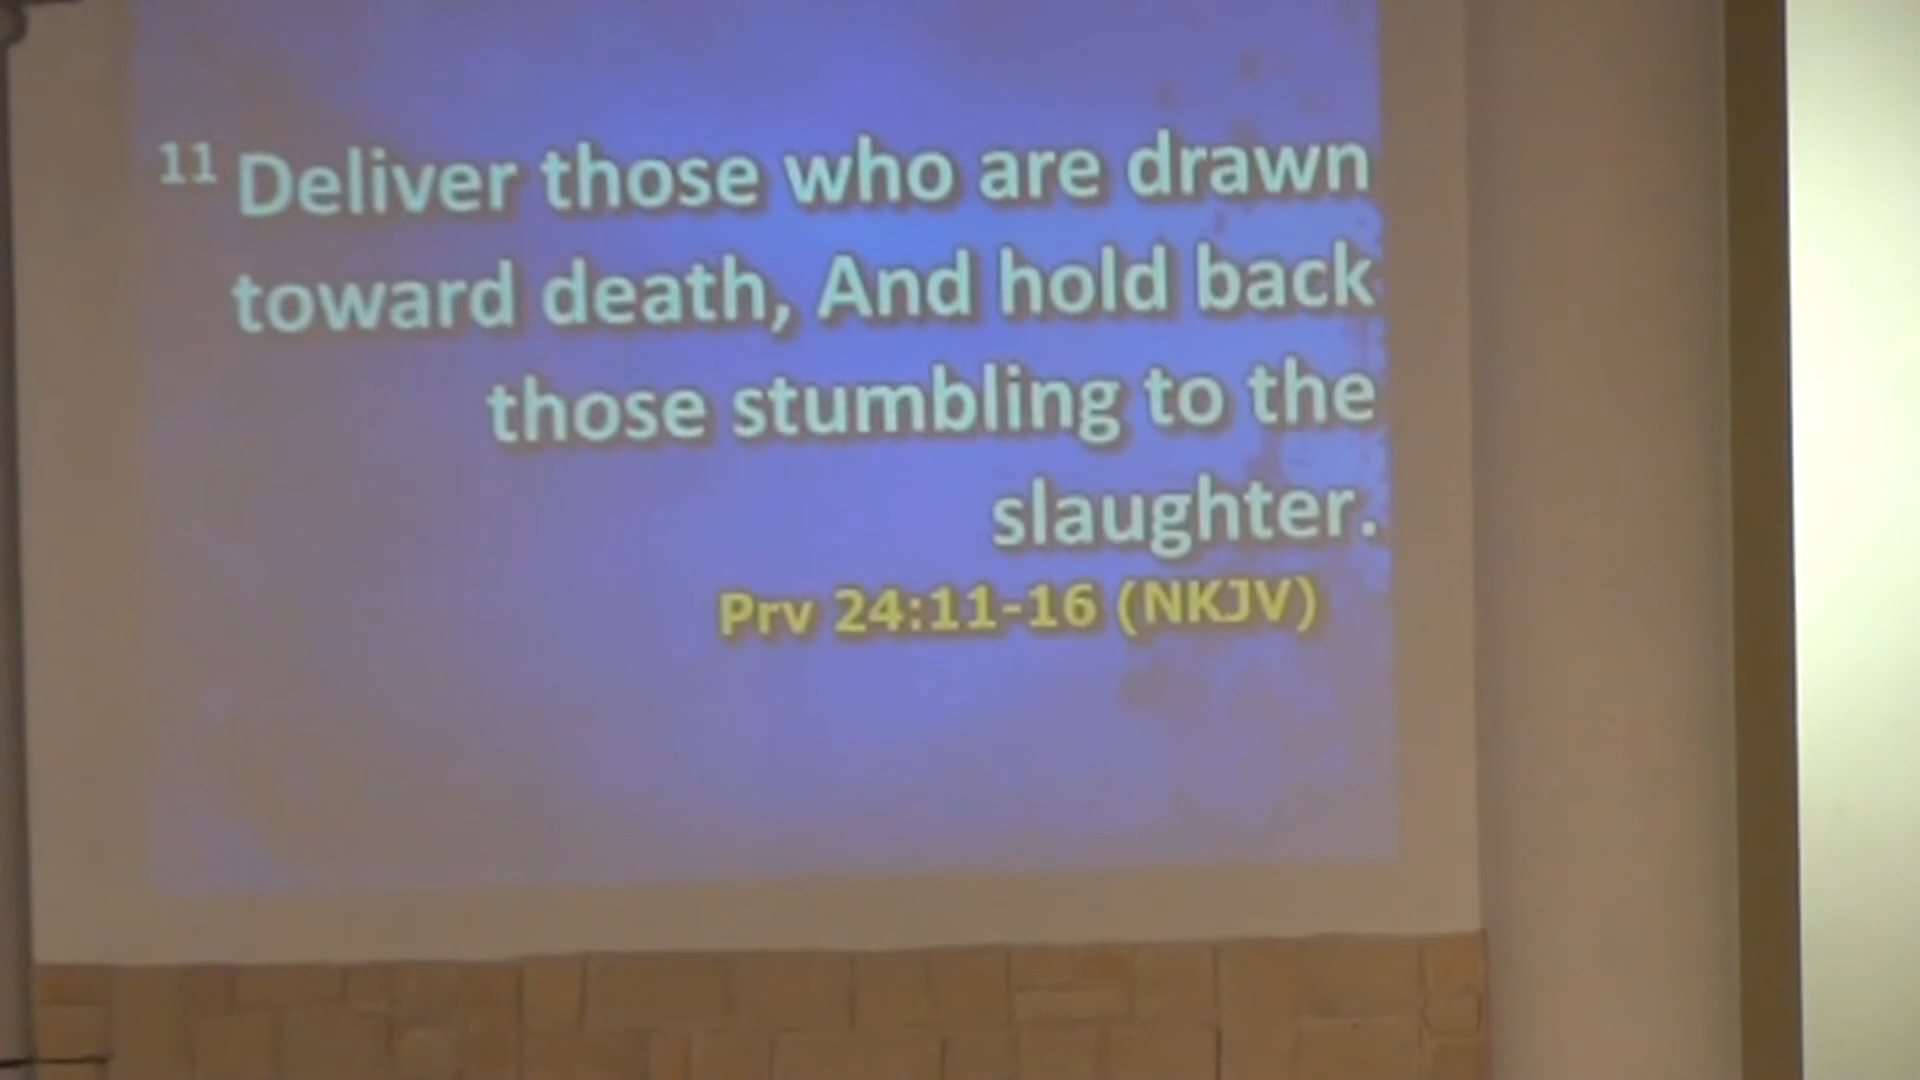 11 Deliver those who are drawn
toward death, And hold back
those stumbling to the
slaughter.
Prv 24:11-16 (NKJV)